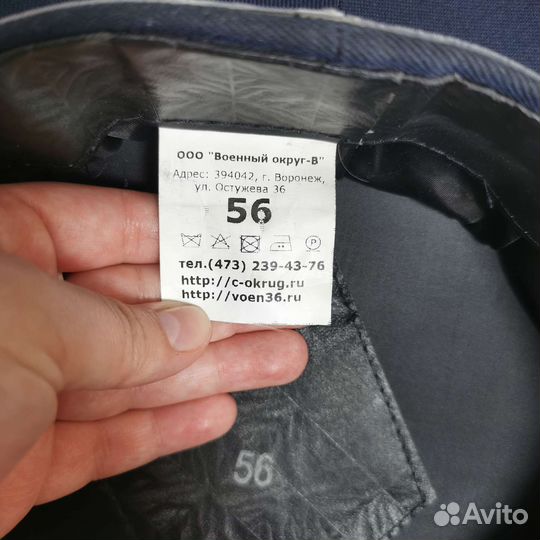 ООО "Военный округ-В"
Адрес: 394042, г. Воронеж,
ул. Остужева 36
56
тел.(473) 239-43-76
http://c-okrug.ru
http://voen36.ru
56
Avito